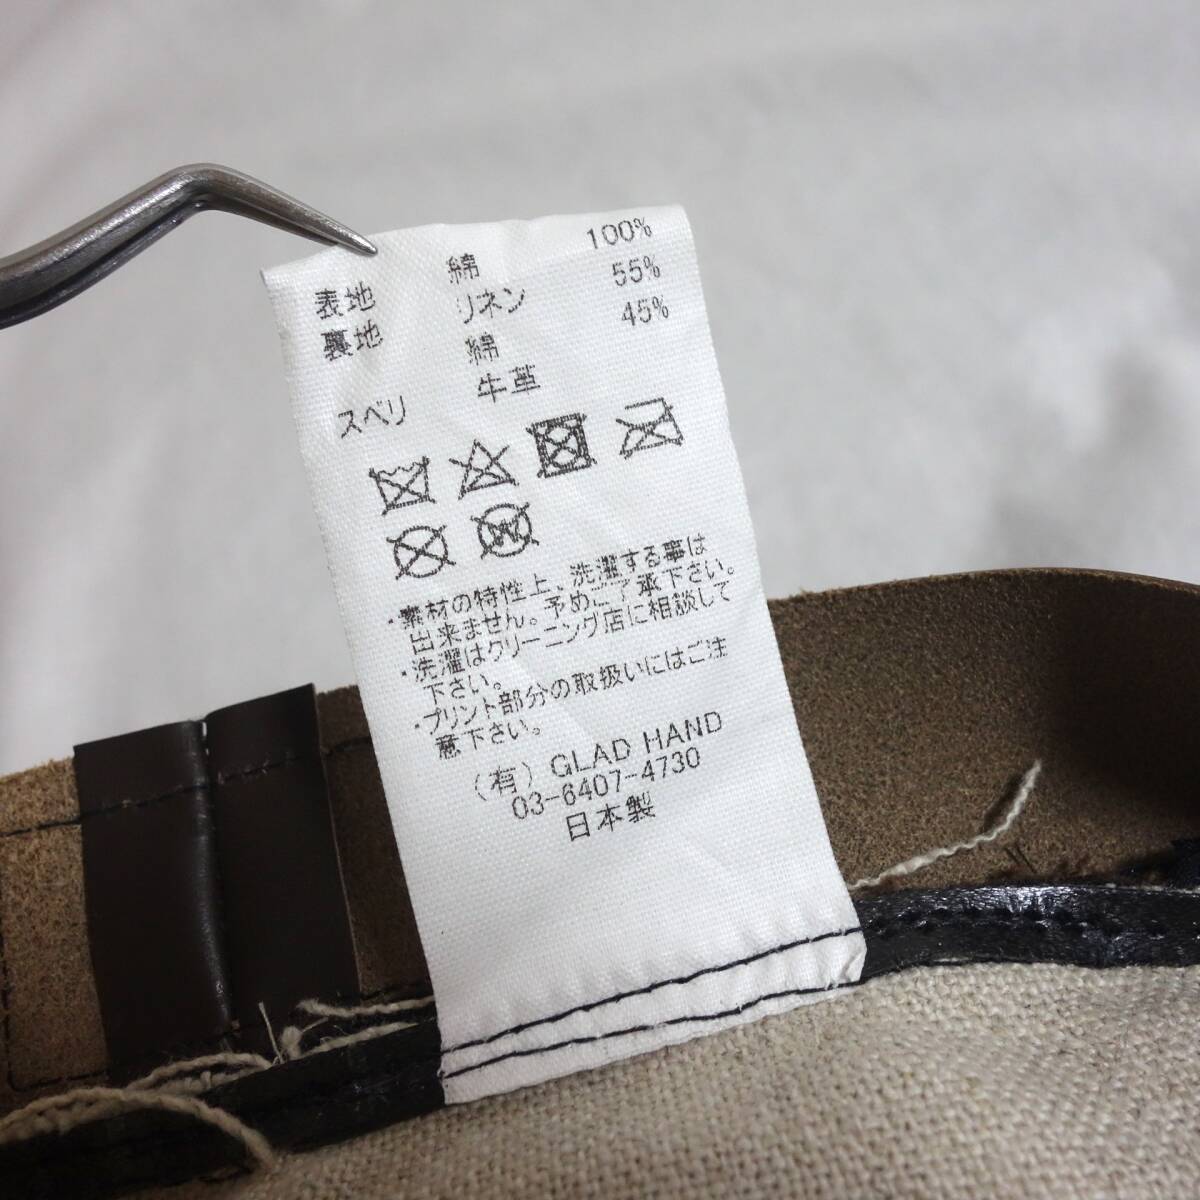 表地 綿 100%
裏地 リネン 55%
綿 45%
スベリ 牛革
W
・素材の特性上、洗濯する事は
出来ません。予めご了承下さい。
・洗濯はクリーニング店に相談して
下さい。
・プリント部分の取扱いにはご注
意下さい。
(有) GLAD HAND
03-6407-4730
日本製